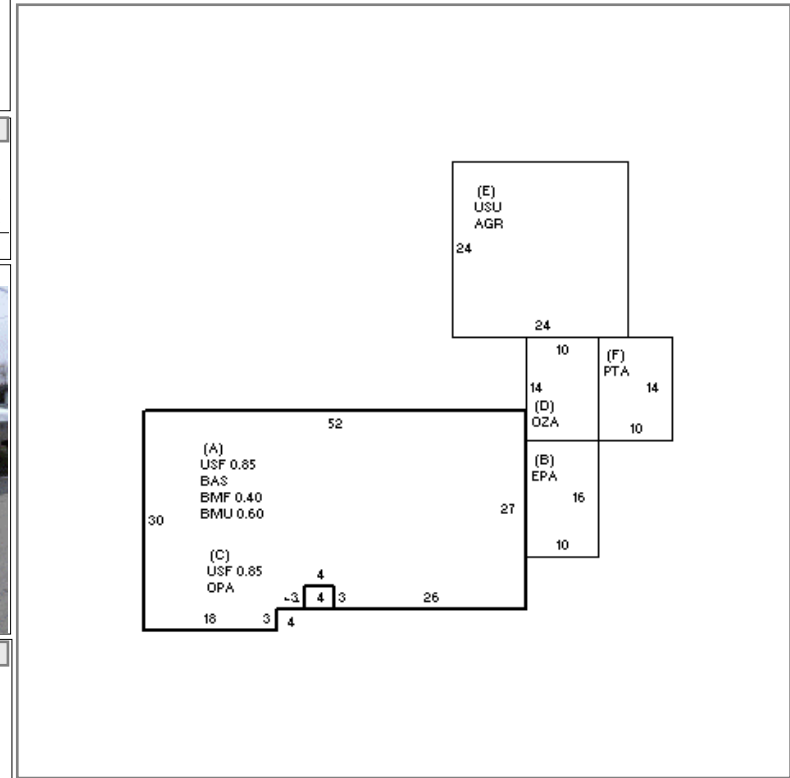 (E)
USU
AGR
24
24
10
(F)
PTA
14
14
(D)
OZA
10
52
(A)
USF 0.85
BAS
BMF 0.40
BMU 0.60
(B)
EPA
16
27
30
10
(C)
USF 0.85
OPA
4
3
4
3
26
18
3
4